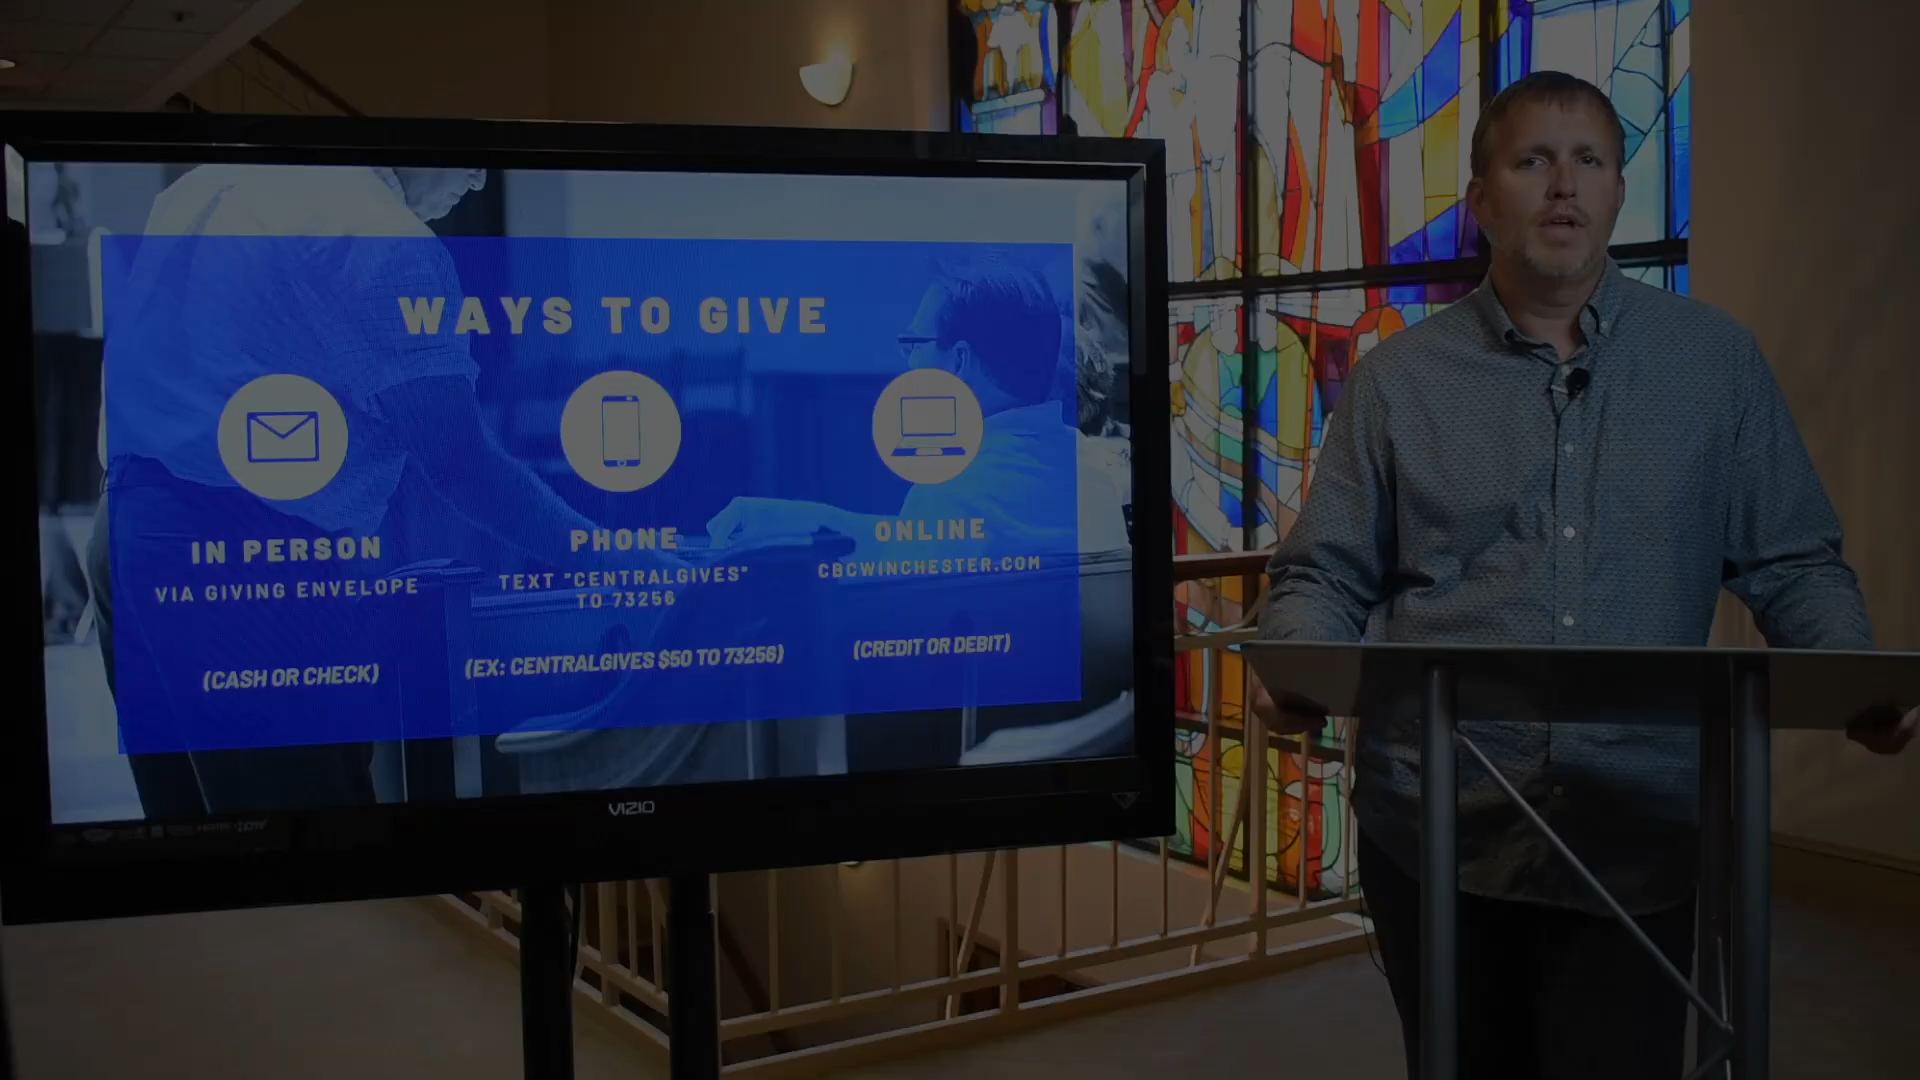 WAYS TO GIVE
IN PERSON
VIA GIVING ENVELOPE
(CASH OR CHECK)
PHONE
TEXT "CENTRALGIVES"
TO 73256
(EX: CENTRALGIVES $50 TO 73256)
ONLINE
CBCWINCHESTER.COM
(CREDIT OR DEBIT)
VIZIO